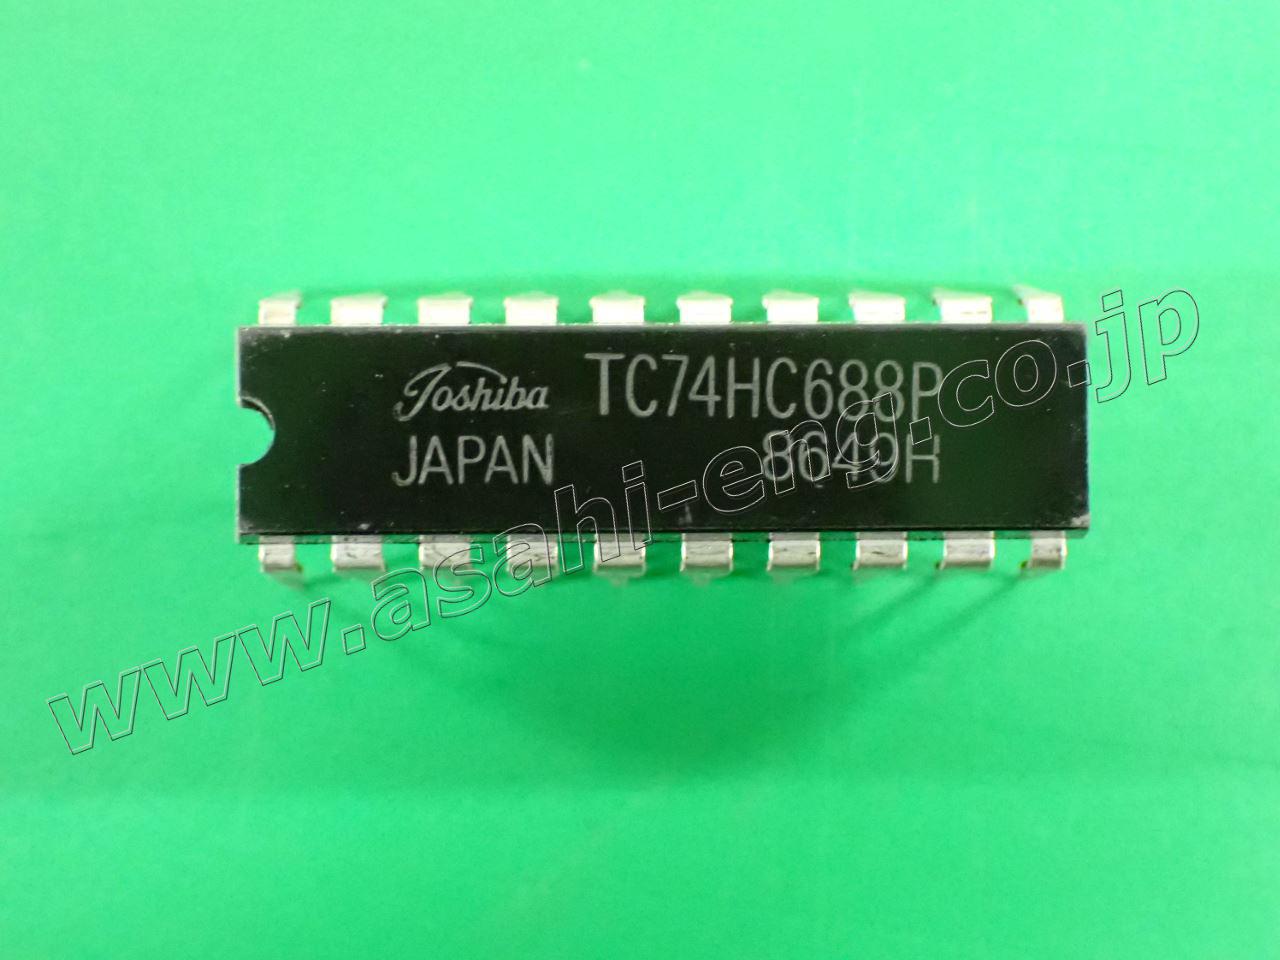 Toshiba TC74HC688P
JAPAN 8649H
www.asahi-eng.co.jp